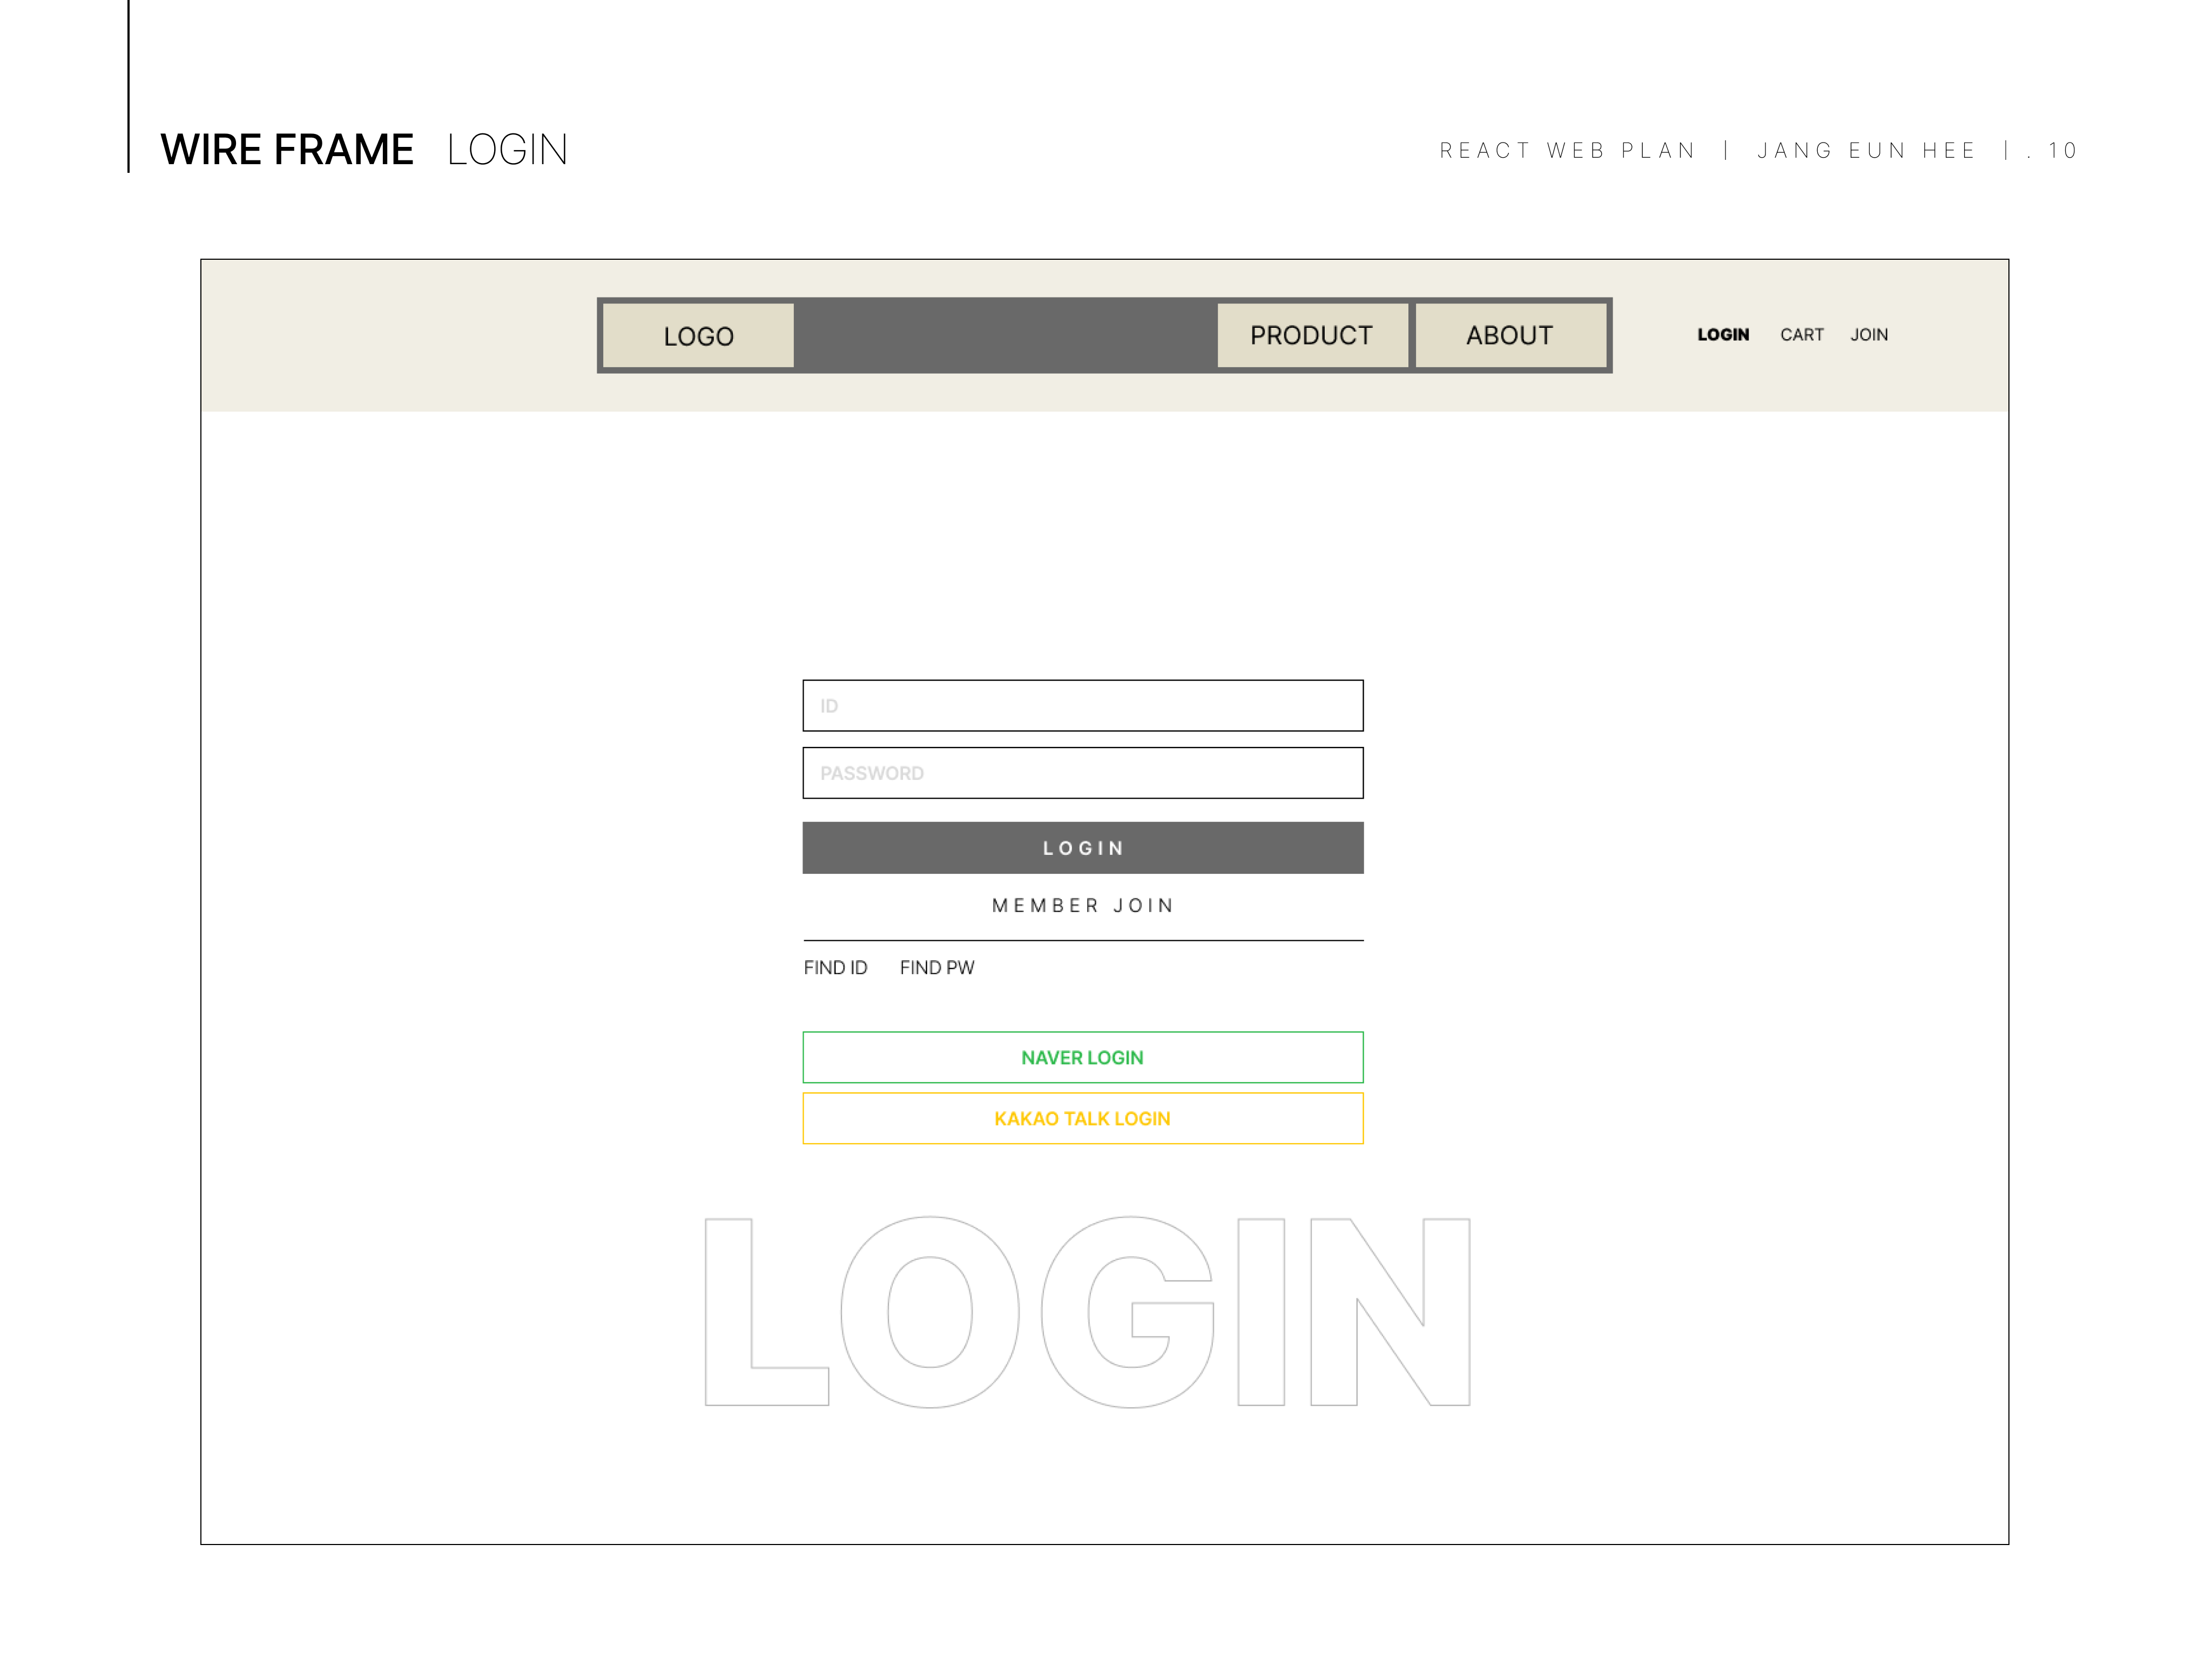 WIRE FRAME LOGIN
REACT WEB PLAN | JANG EUN HEE | . 10
LOGO PRODUCT ABOUT LOGIN CART JOIN
ID
PASSWORD
LOGIN
MEMBER JOIN
FIND ID FIND PW
NAVER LOGIN
KAKAO TALK LOGIN
LOGIN